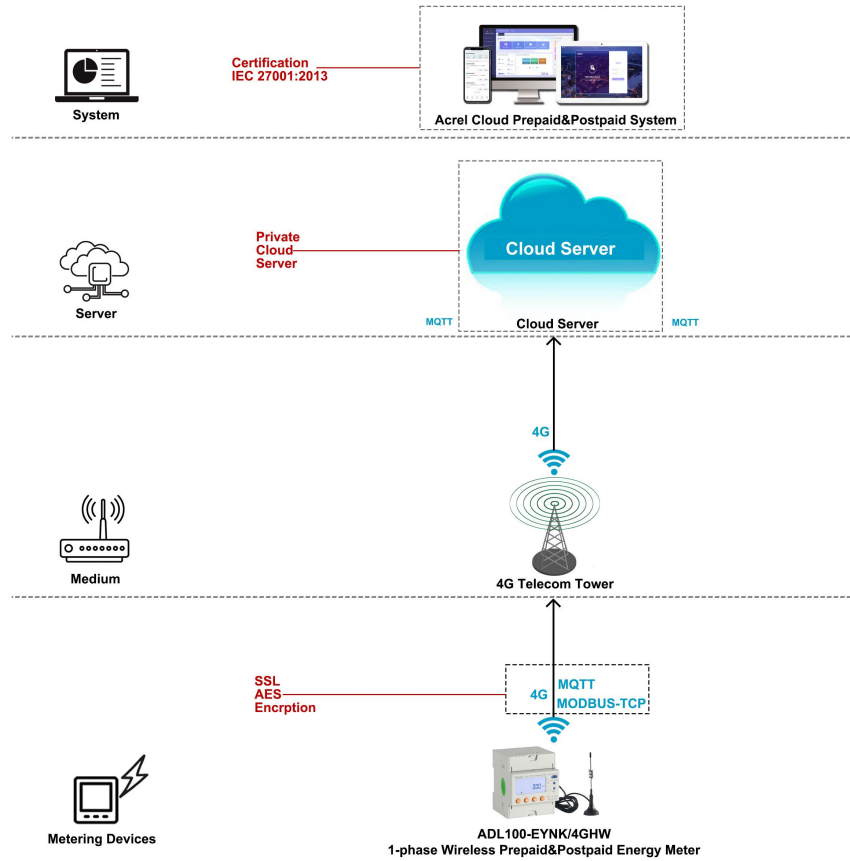 Certification
IEC 27001:2013
System
Acrel Cloud Prepaid&Postpaid System
Private
Cloud
Server
Cloud Server
Server
MQTT
Cloud Server
MQTT
4G
Medium
4G Telecom Tower
SSL
AES
Encrption
4G
MQTT
MODBUS-TCP
Metering Devices
ADL100-EYNK/4GHW
1-phase Wireless Prepaid&Postpaid Energy Meter